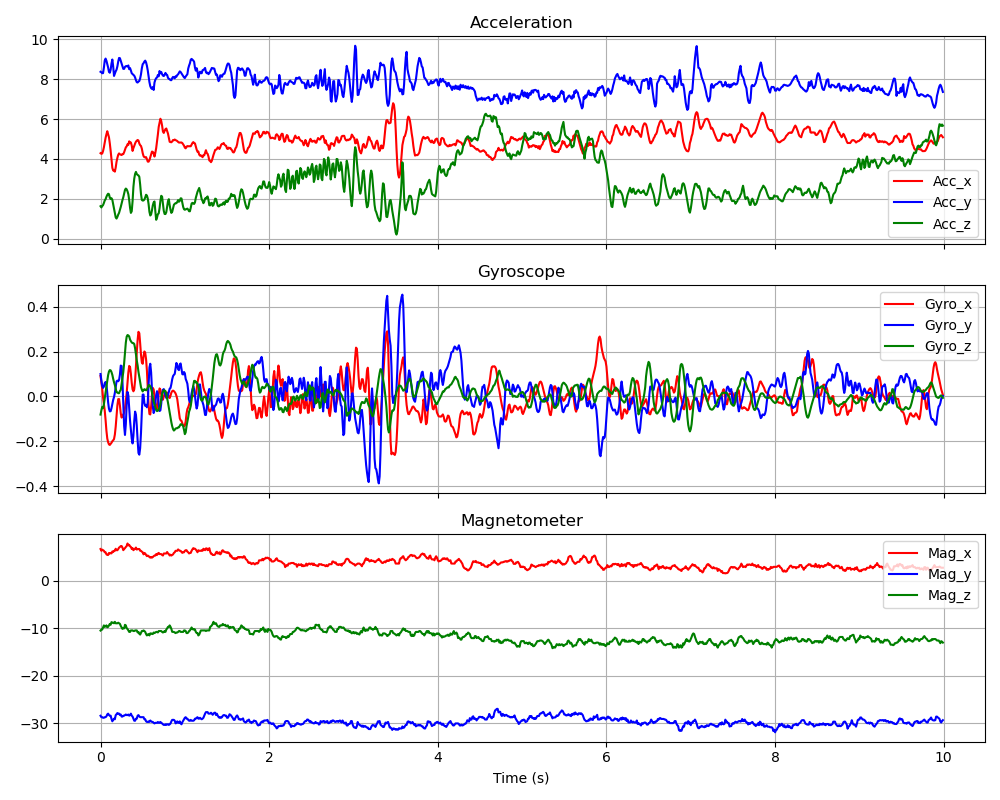 Acceleration
10
8
6
4
2
0
Acc_x
Acc_y
Acc_z
Gyroscope
0.4
0.2
0.0
−0.2
−0.4
Gyro_x
Gyro_y
Gyro_z
Magnetometer
0
−10
−20
−30
Mag_x
Mag_y
Mag_z
0 2 4 6 8 10
Time (s)